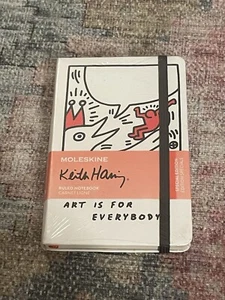 MOLESKINE
Keith Haring.
RULED NOTEBOOK
ART IS FOR
EVERYBODY